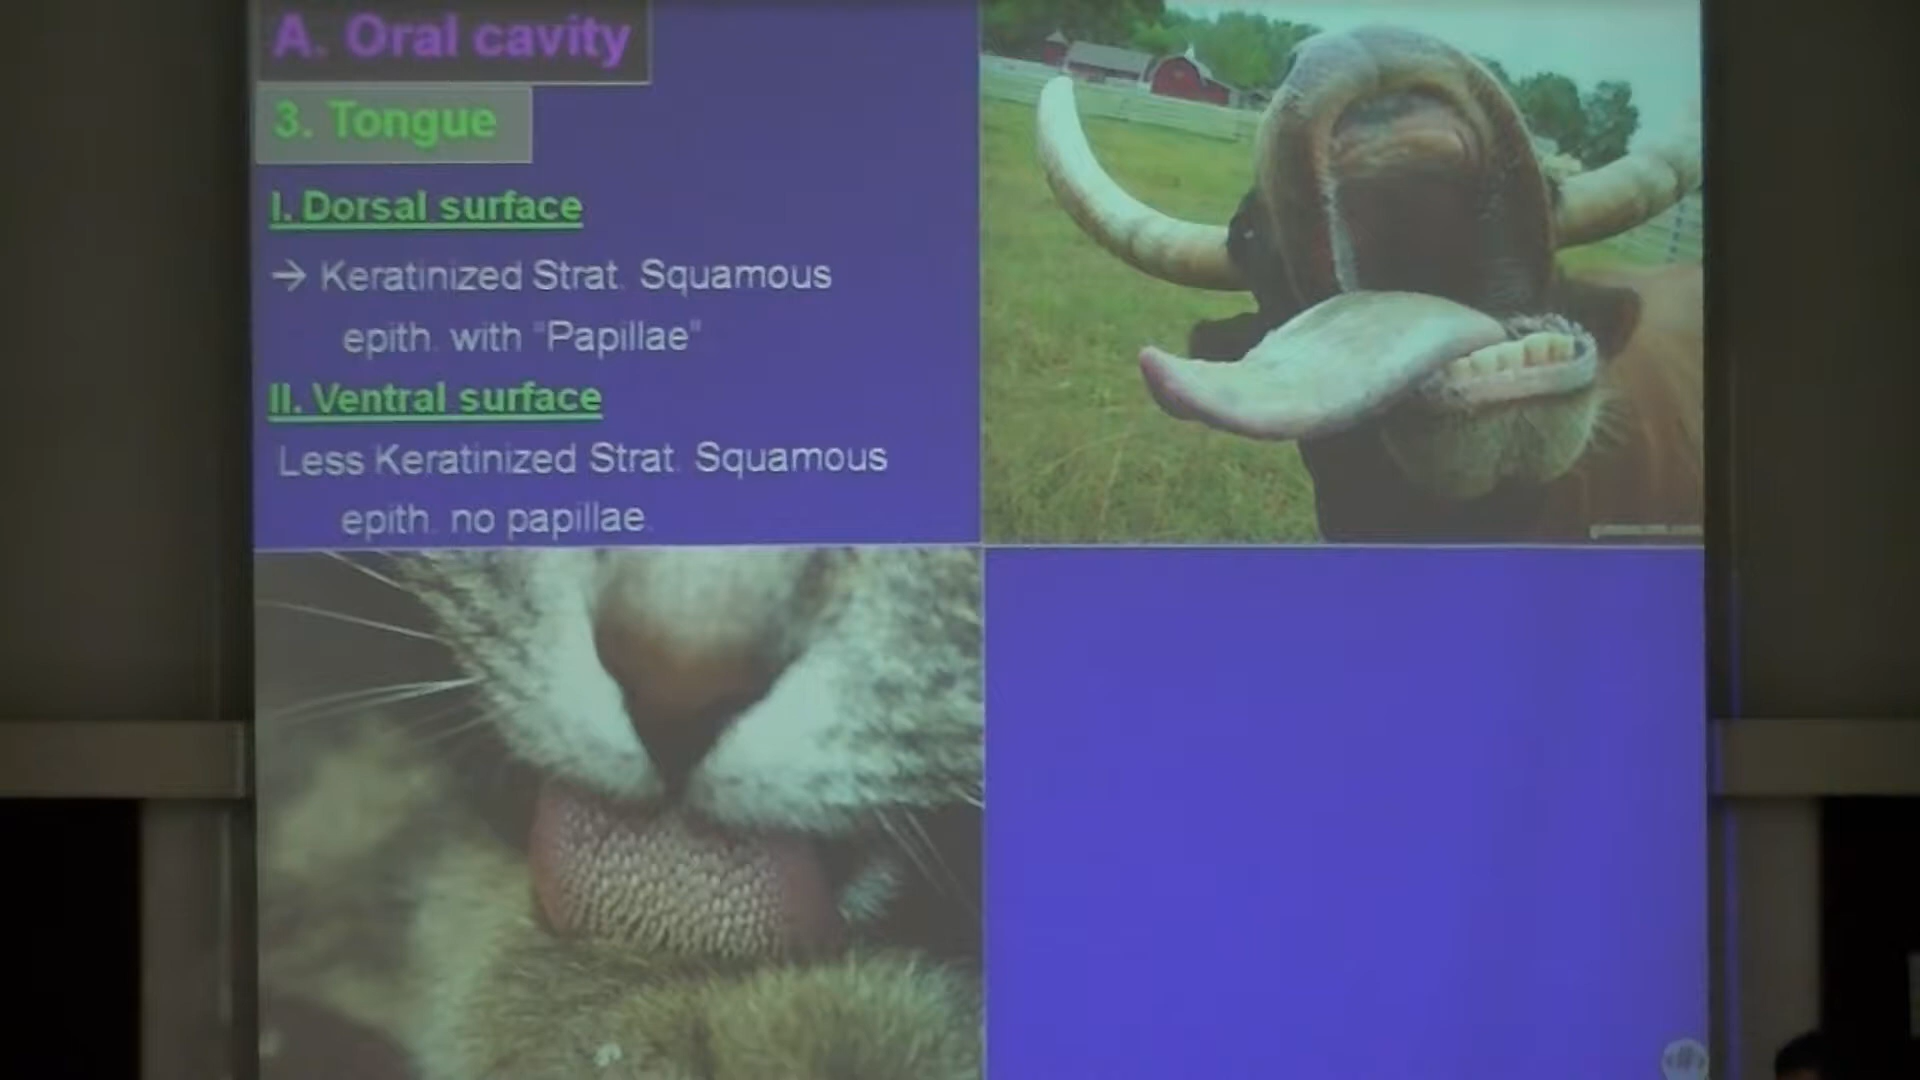 A. Oral cavity
3. Tongue
I. Dorsal surface
→ Keratinized Strat. Squamous
epith. with "Papillae"
II. Ventral surface
Less Keratinized Strat. Squamous
epith. no papillae.